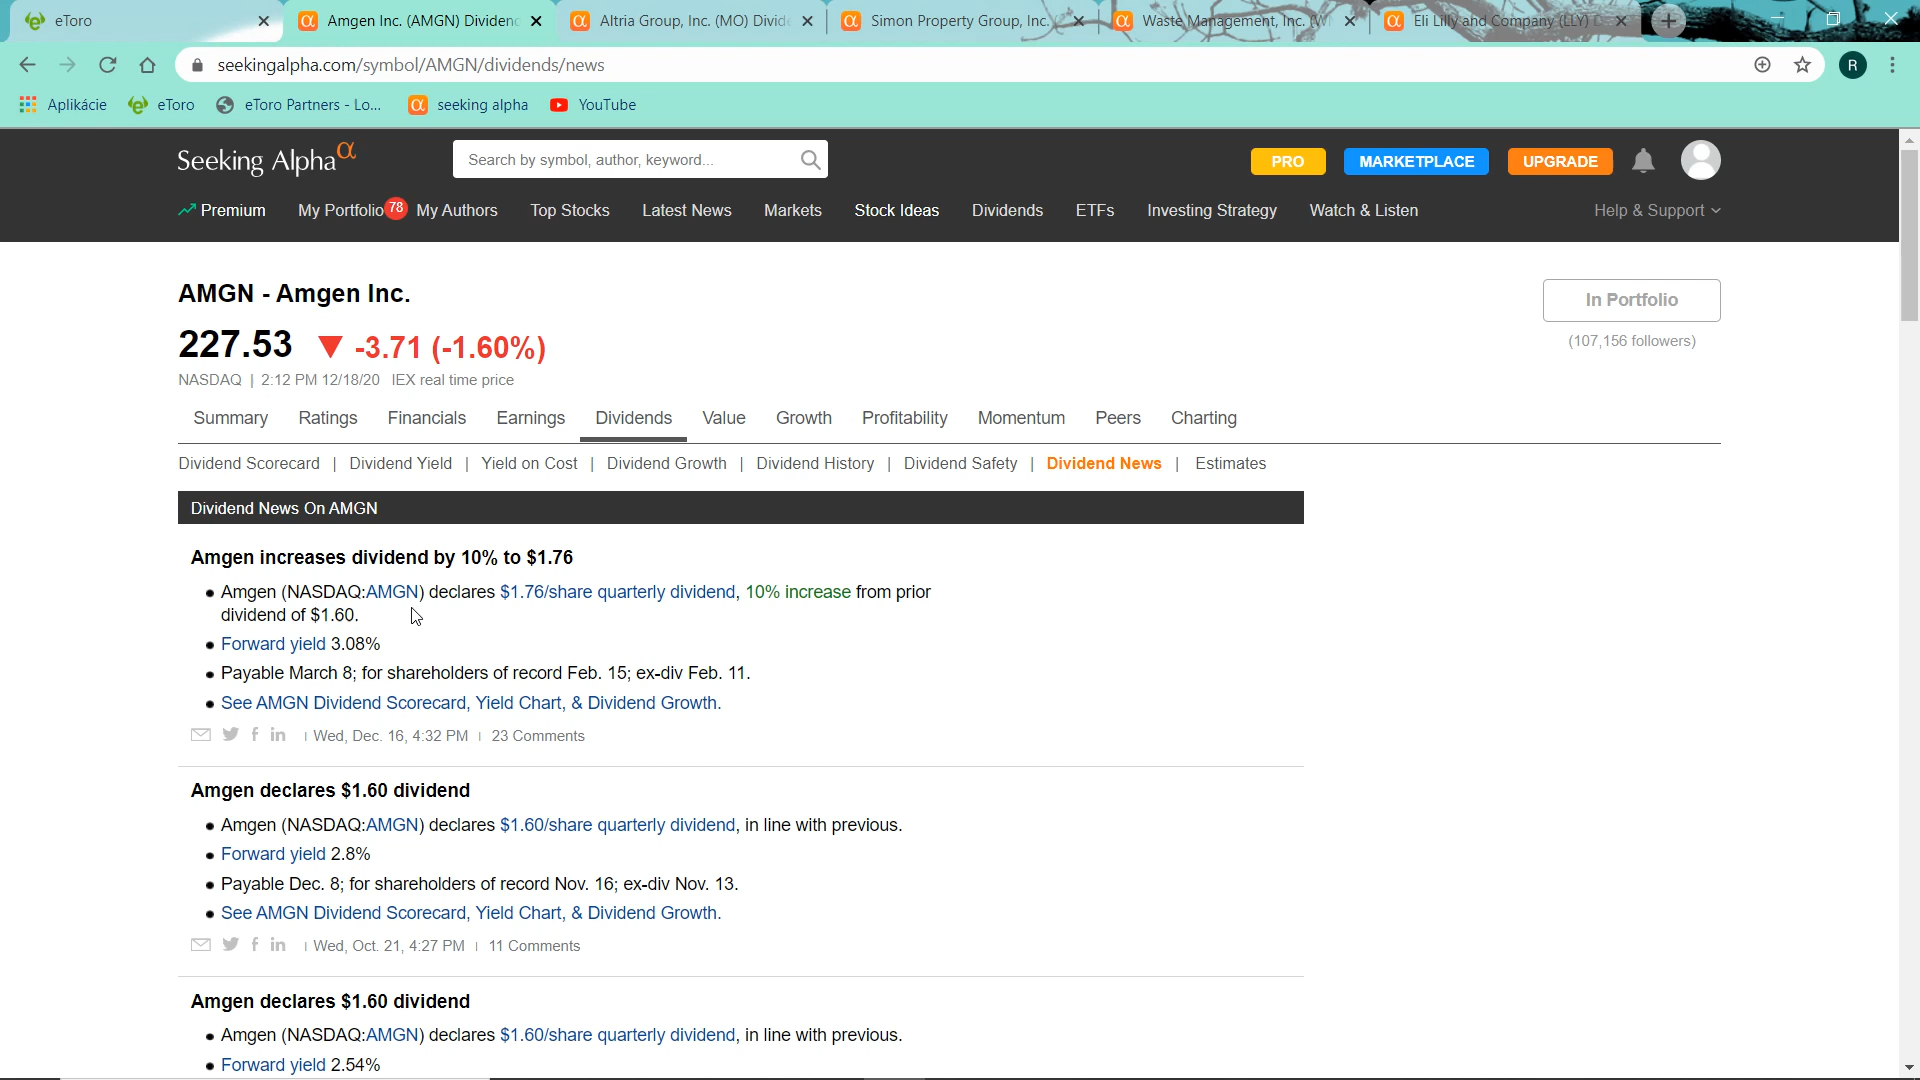 eToro
Amgen Inc. (AMGN) Dividend
Altria Group, Inc. (MO) Divide
Simon Property Group, Inc. (
Waste Management, Inc. (W
Eli Lilly and Company (LLY) D
seekingalpha.com/symbol/AMGN/dividends/news
R
Aplikácie
eToro
eToro Partners - Lo...
seeking alpha
YouTube
Seeking Alpha α
Search by symbol, author, keyword...
PRO
MARKETPLACE
UPGRADE
Premium
My Portfolio 78
My Authors
Top Stocks
Latest News
Markets
Stock Ideas
Dividends
ETFs
Investing Strategy
Watch & Listen
Help & Support
AMGN - Amgen Inc.
In Portfolio
227.53 ▼ -3.71 (-1.60%)
(107,156 followers)
NASDAQ | 2:12 PM 12/18/20 IEX real time price
Summary Ratings Financials Earnings Dividends Value Growth Profitability Momentum Peers Charting
Dividend Scorecard | Dividend Yield | Yield on Cost | Dividend Growth | Dividend History | Dividend Safety | Dividend News | Estimates
Dividend News On AMGN
Amgen increases dividend by 10% to $1.76
• Amgen (NASDAQ:AMGN) declares $1.76/share quarterly dividend, 10% increase from prior
dividend of $1.60.
• Forward yield 3.08%
• Payable March 8; for shareholders of record Feb. 15; ex-div Feb. 11.
• See AMGN Dividend Scorecard, Yield Chart, & Dividend Growth.
| Wed, Dec. 16, 4:32 PM | 23 Comments
Amgen declares $1.60 dividend
• Amgen (NASDAQ:AMGN) declares $1.60/share quarterly dividend, in line with previous.
• Forward yield 2.8%
• Payable Dec. 8; for shareholders of record Nov. 16; ex-div Nov. 13.
• See AMGN Dividend Scorecard, Yield Chart, & Dividend Growth.
| Wed, Oct. 21, 4:27 PM | 11 Comments
Amgen declares $1.60 dividend
• Amgen (NASDAQ:AMGN) declares $1.60/share quarterly dividend, in line with previous.
• Forward yield 2.54%